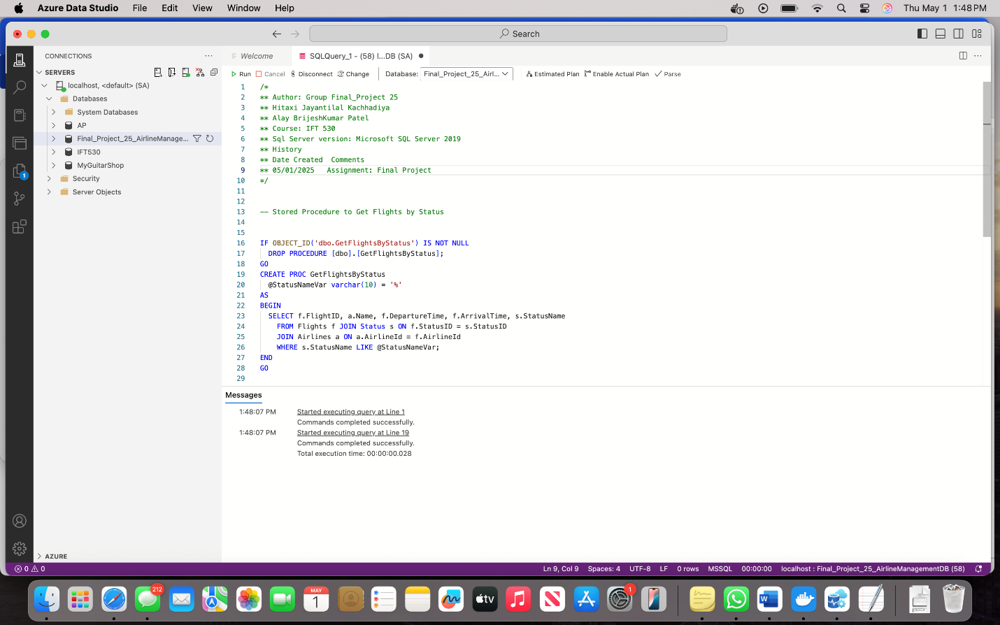 Azure Data Studio File Edit View Window Help Thu May 1 1:48 PM
Search
CONNECTIONS
Welcome
SQLQuery_1 - (58) l...DB (SA)
SERVERS
Run Cancel Disconnect Change Database: Final_Project_25_Airl... Estimated Plan Enable Actual Plan Parse
localhost, <default> (SA)
Databases
System Databases
AP
Final_Project_25_AirlineManage...
IFT530
MyGuitarShop
Security
Server Objects
1
AZURE
1 /*
2 ** Author: Group Final_Project 25
3 ** Hitaxi Jayantilal Kachhadiya
4 ** Alay BrijeshKumar Patel
5 ** Course: IFT 530
6 ** Sql Server version: Microsoft SQL Server 2019
7 ** History
8 ** Date Created  Comments
9 ** 05/01/2025   Assignment: Final Project
10 */
11
12
13 -- Stored Procedure to Get Flights by Status
14
15
16 IF OBJECT_ID('dbo.GetFlightsByStatus') IS NOT NULL
17   DROP PROCEDURE [dbo].[GetFlightsByStatus];
18 GO
19 CREATE PROC GetFlightsByStatus
20   @StatusNameVar varchar(10) = '%'
21 AS
22 BEGIN
23   SELECT f.FlightID, a.Name, f.DepartureTime, f.ArrivalTime, s.StatusName
24     FROM Flights f JOIN Status s ON f.StatusID = s.StatusID
25     JOIN Airlines a ON a.AirlineId = f.AirlineId
26     WHERE s.StatusName LIKE @StatusNameVar;
27 END
28 GO
29
Messages
1:48:07 PM Started executing query at Line 1
Commands completed successfully.
1:48:07 PM Started executing query at Line 19
Commands completed successfully.
Total execution time: 00:00:00.028
0 0 Ln 9, Col 9 Spaces: 4 UTF-8 LF 0 rows MSSQL 00:00:00 localhost : Final_Project_25_AirlineManagementDB (58)
212
MAY
1
tv
1
W
DOCX